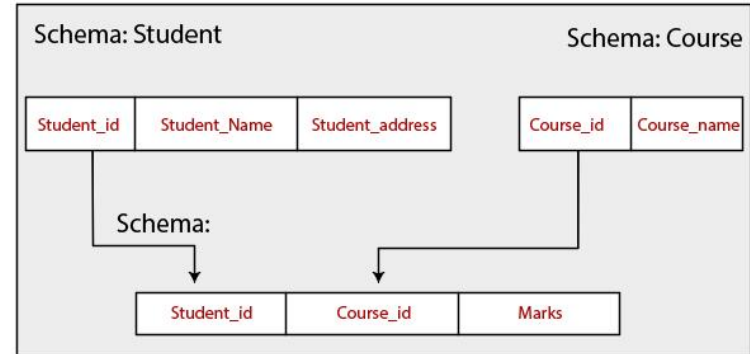 Schema: Student
Schema: Course
Student_id Student_Name Student_address
Course_id Course_name
Schema:
Student_id Course_id Marks